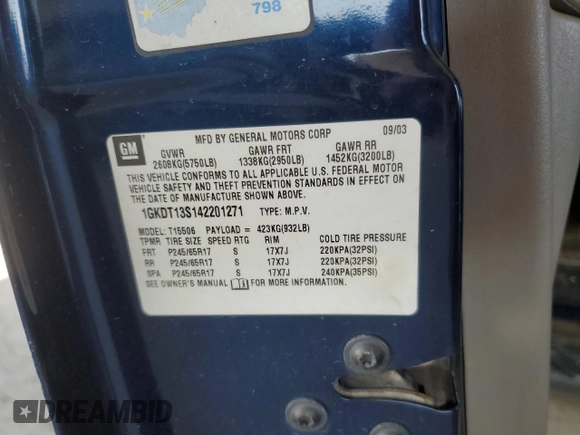 798
GM
MFD BY GENERAL MOTORS CORP 09/03
GVWR GAWR FRT GAWR RR
2608KG(5750LB) 1338KG(2950LB) 1452KG(3200LB)
THIS VEHICLE CONFORMS TO ALL APPLICABLE U.S. FEDERAL MOTOR
VEHICLE SAFETY AND THEFT PREVENTION STANDARDS IN EFFECT ON
THE DATE OF MANUFACTURE SHOWN ABOVE.
1GKDT13S142201271 TYPE: M.P.V.
MODEL: T15506 PAYLOAD = 423KG(932LB)
TPMR TIRE SIZE SPEED RTG RIM COLD TIRE PRESSURE
FRT P245/65R17 S 17X7J 220KPA(32PSI)
RR P245/65R17 S 17X7J 220KPA(32PSI)
SPA P245/65R17 S 17X7J 240KPA(35PSI)
SEE OWNER'S MANUAL FOR MORE INFORMATION.
DREAMBID